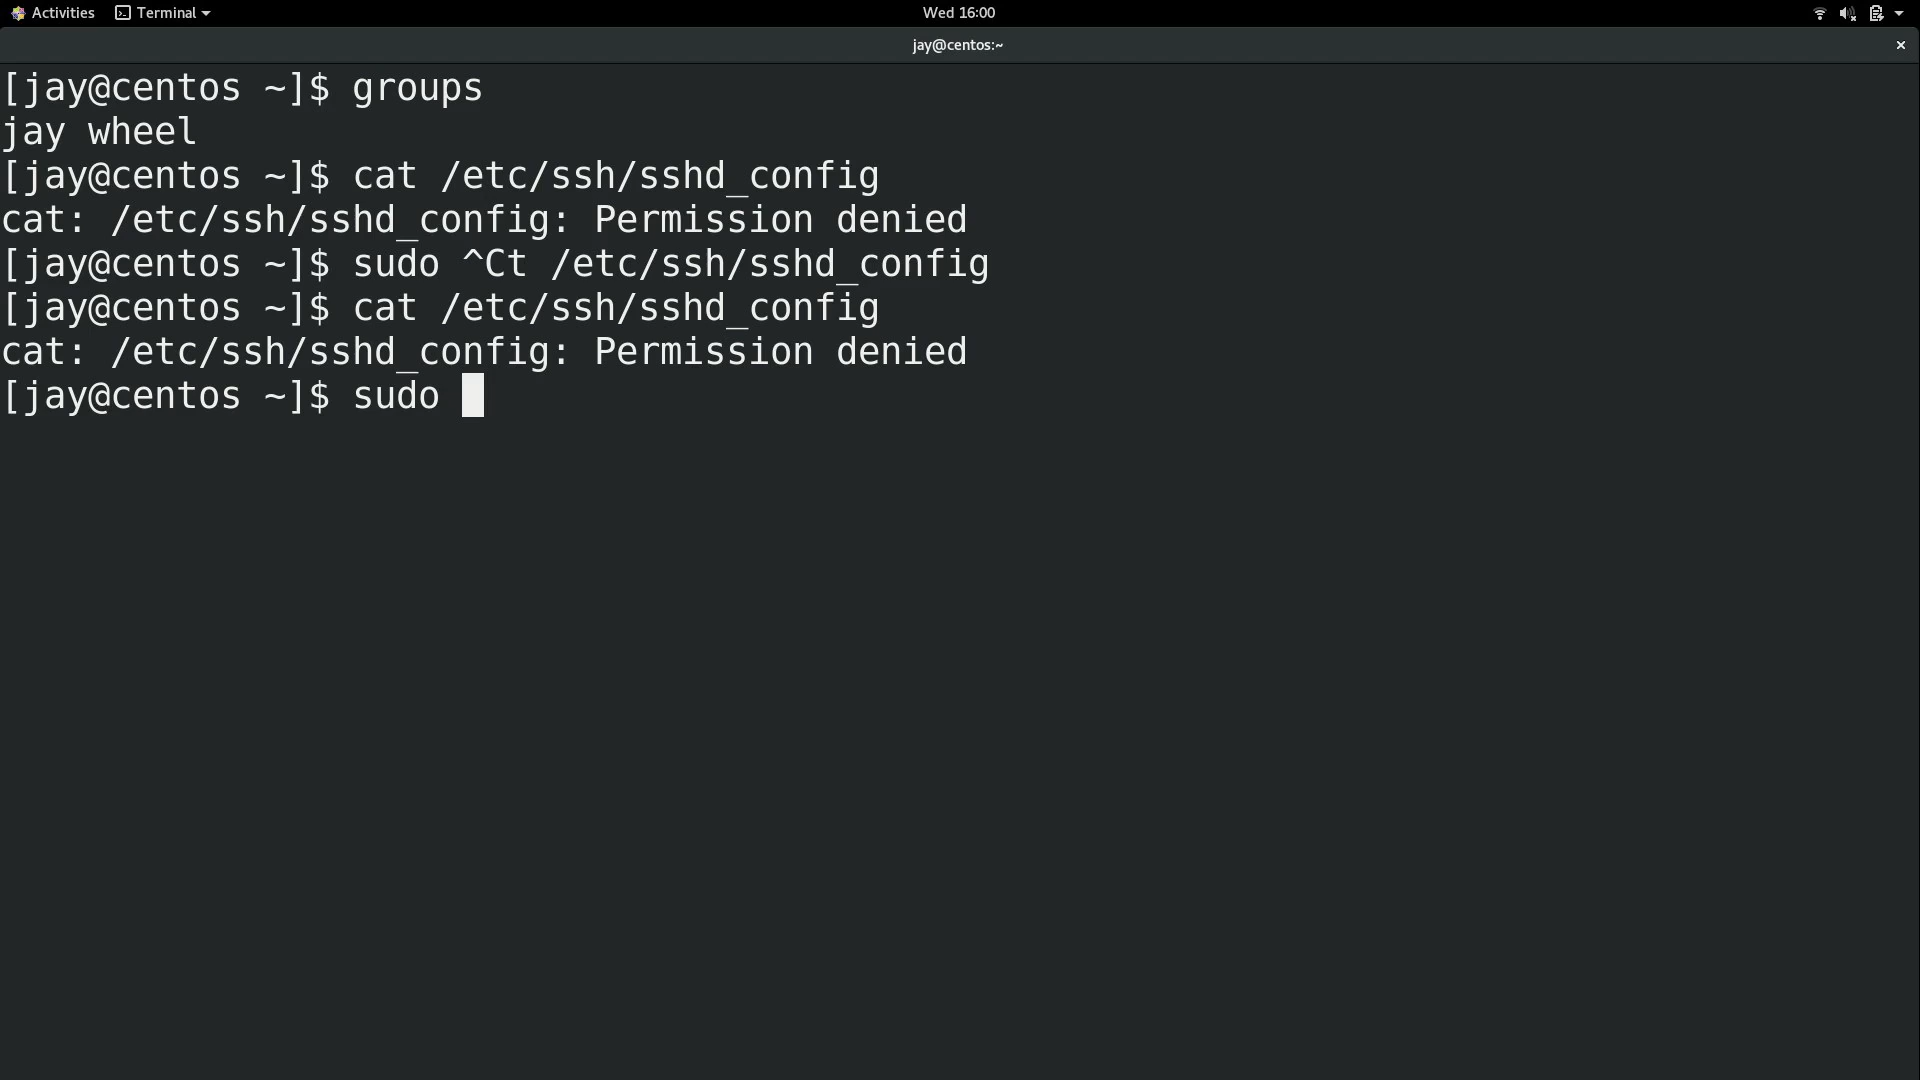 Activities Terminal Wed 16:00
jay@centos:~
[jay@centos ~]$ groups
jay wheel
[jay@centos ~]$ cat /etc/ssh/sshd_config
cat: /etc/ssh/sshd_config: Permission denied
[jay@centos ~]$ sudo ^Ct /etc/ssh/sshd_config
[jay@centos ~]$ cat /etc/ssh/sshd_config
cat: /etc/ssh/sshd_config: Permission denied
[jay@centos ~]$ sudo